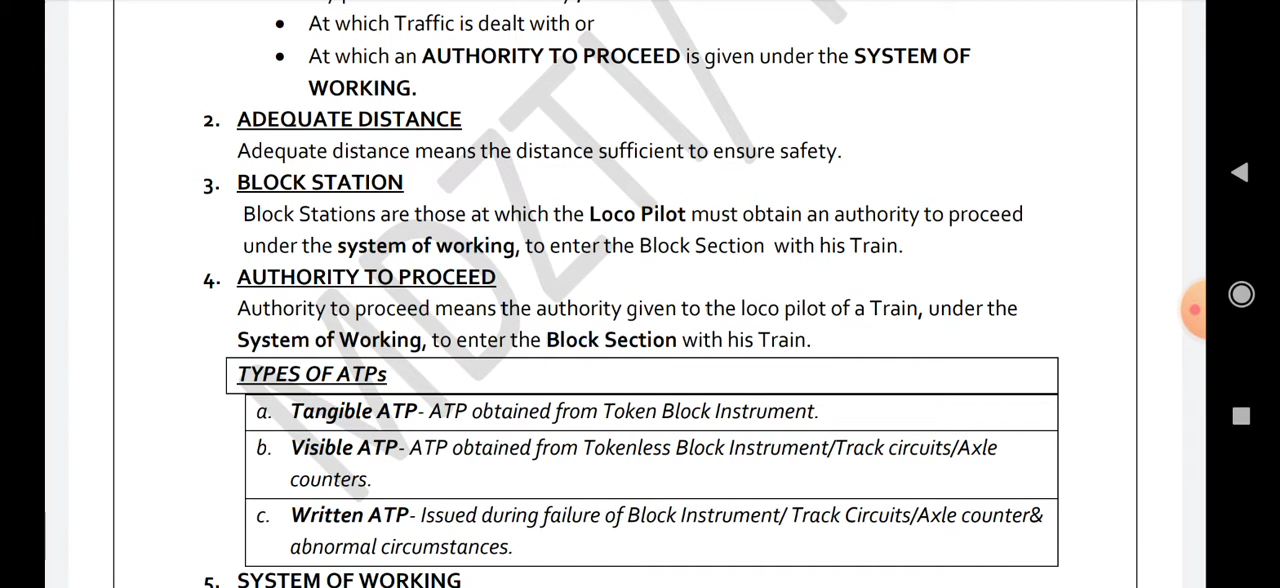 • At which Traffic is dealt with or
• At which an AUTHORITY TO PROCEED is given under the SYSTEM OF
WORKING.
2. ADEQUATE DISTANCE
Adequate distance means the distance sufficient to ensure safety.
3. BLOCK STATION
Block Stations are those at which the Loco Pilot must obtain an authority to proceed
under the system of working, to enter the Block Section with his Train.
4. AUTHORITY TO PROCEED
Authority to proceed means the authority given to the loco pilot of a Train, under the
System of Working, to enter the Block Section with his Train.
TYPES OF ATPs
a. Tangible ATP- ATP obtained from Token Block Instrument.
b. Visible ATP- ATP obtained from Tokenless Block Instrument/Track circuits/Axle
counters.
c. Written ATP- Issued during failure of Block Instrument/ Track Circuits/Axle counter&
abnormal circumstances.
5. SYSTEM OF WORKING
MDZTI/